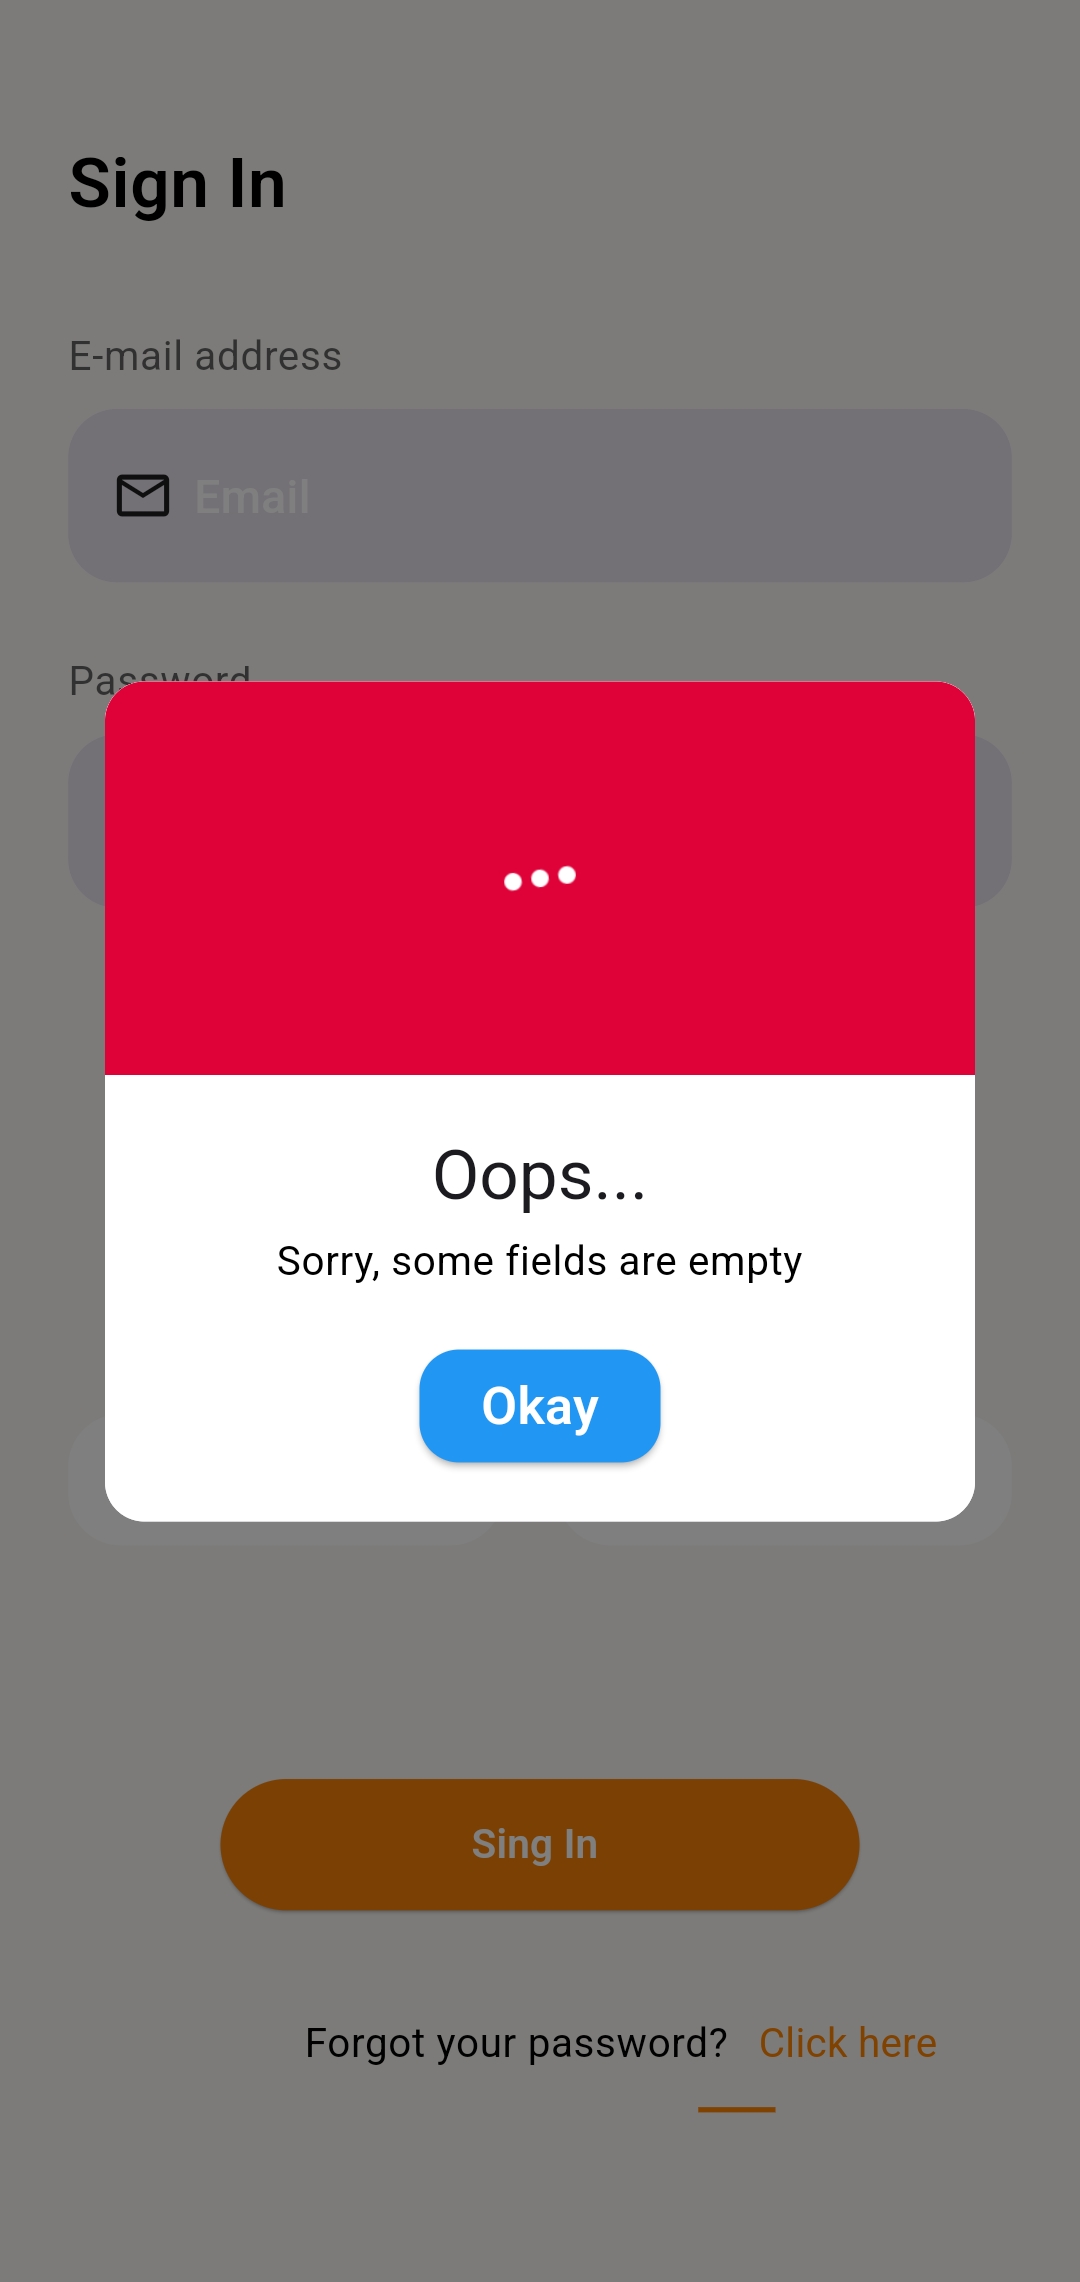 Sign In
E-mail address
Email
Password
Oops...
Sorry, some fields are empty
Okay
Sing In
Forgot your password? Click here